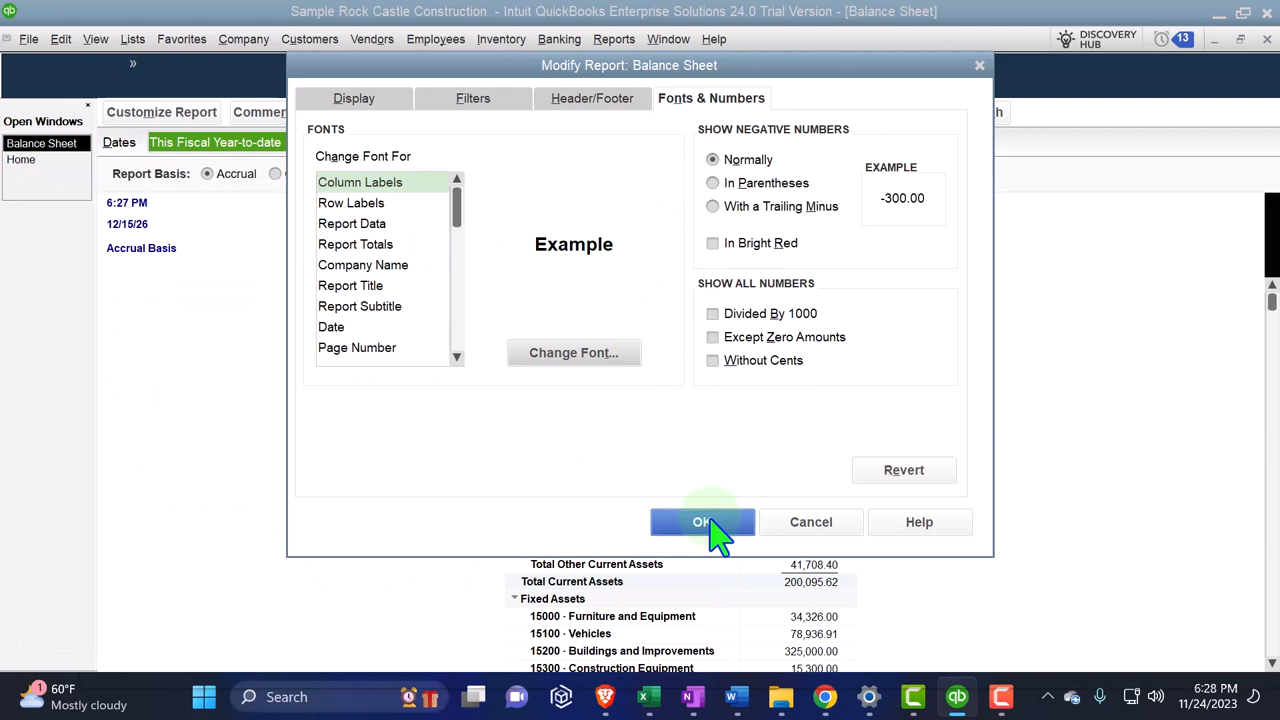 Sample Rock Castle Construction - Intuit QuickBooks Enterprise Solutions 24.0 Trial Version - [Balance Sheet]
File Edit View Lists Favorites Company Customers Vendors Employees Inventory Banking Reports Window Help
DISCOVERY HUB 13
»
Modify Report: Balance Sheet
Open Windows
Balance Sheet
Home
Customize Report
Dates This Fiscal Year-to-date
Report Basis: Accrual
6:27 PM
12/15/26
Accrual Basis
Display Filters Header/Footer Fonts & Numbers
FONTS
Change Font For
Column Labels
Row Labels
Report Data
Report Totals
Company Name
Report Title
Report Subtitle
Date
Page Number
Example
Change Font...
SHOW NEGATIVE NUMBERS
Normally
In Parentheses
With a Trailing Minus
In Bright Red
EXAMPLE
-300.00
SHOW ALL NUMBERS
Divided By 1000
Except Zero Amounts
Without Cents
Revert
OK Cancel Help
Total Other Current Assets 41,708.40
Total Current Assets 200,095.62
Fixed Assets
15000 · Furniture and Equipment 34,326.00
15100 · Vehicles 78,936.91
15200 · Buildings and Improvements 325,000.00
15300 · Construction Equipment 15,300.00
1
60°F
Mostly cloudy
Search
6:28 PM
11/24/2023